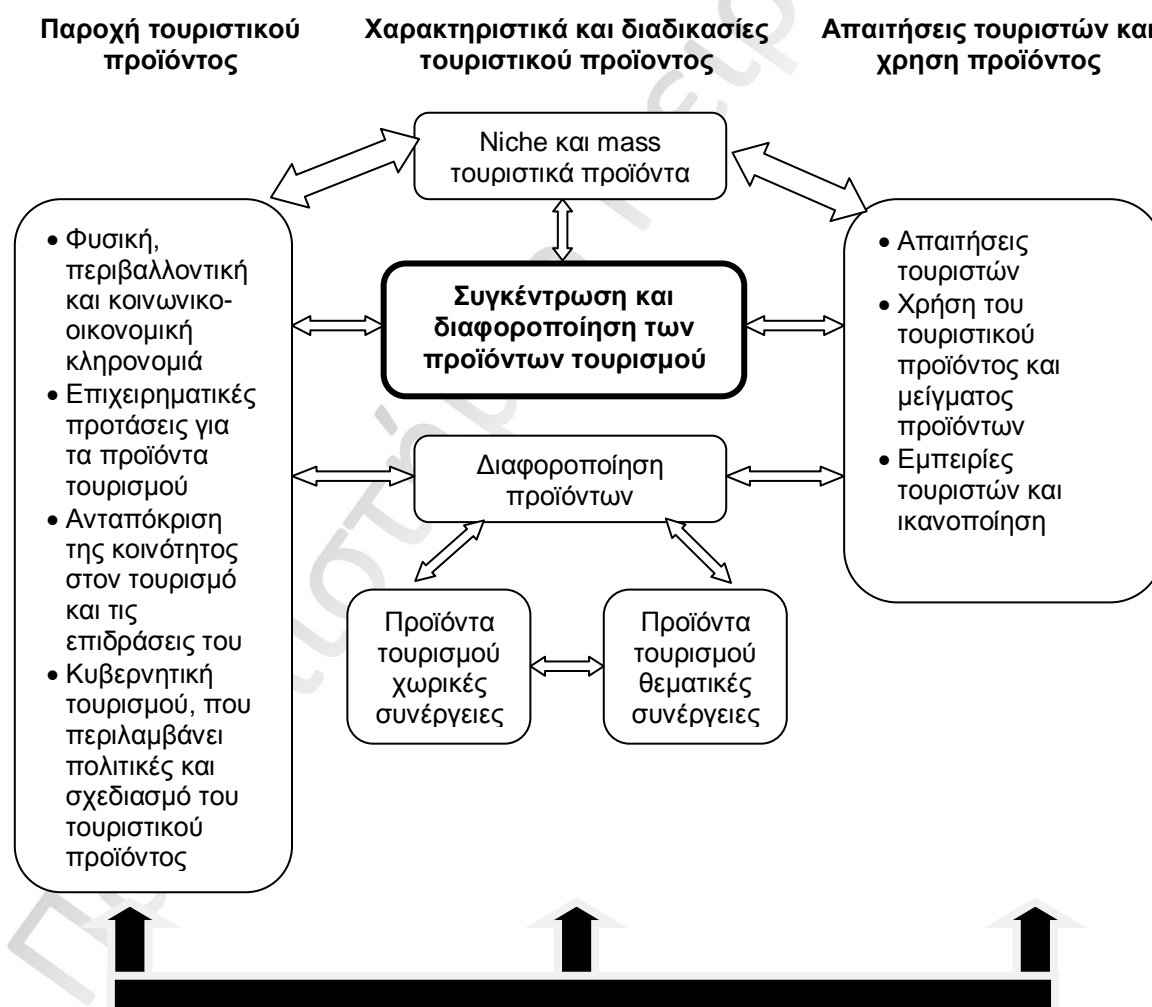 Παροχή τουριστικού
προϊόντος
Χαρακτηριστικά και διαδικασίες
τουριστικού προϊοντος
Απαιτήσεις τουριστών και
χρηση προϊόντος
Niche και mass
τουριστικά προϊόντα
• Φυσική,
περιβαλλοντική
και κοινωνικο-
οικονομική
κληρονομιά
• Επιχειρηματικές
προτάσεις για
τα προϊόντα
τουρισμού
• Ανταπόκριση
της κοινότητος
στον τουρισμό
και τις
επιδράσεις του
• Κυβερνητική
τουρισμού, που
περιλαμβάνει
πολιτικές και
σχεδιασμό του
τουριστικού
προϊόντος
Συγκέντρωση και
διαφοροποίηση των
προϊόντων τουρισμού
Διαφοροποίηση
προϊόντων
Προϊόντα
τουρισμού
χωρικές
συνέργειες
Προϊόντα
τουρισμού
θεματικές
συνέργειες
• Απαιτήσεις
τουριστών
• Χρήση του
τουριστικού
προϊόντος και
μείγματος
προϊόντων
• Εμπειρίες
τουριστών και
ικανοποίηση